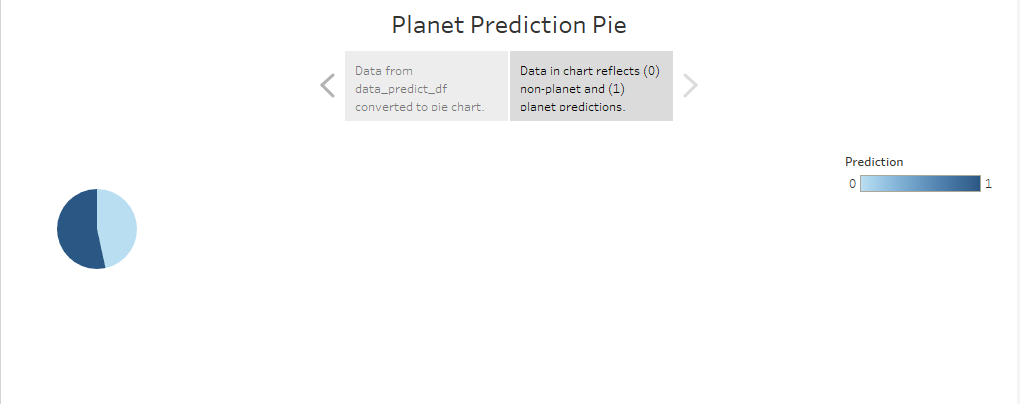 Planet Prediction Pie
Data from
data_predict_df
converted to pie chart.
Data in chart reflects (0)
non-planet and (1)
planet predictions.
Prediction
0 1